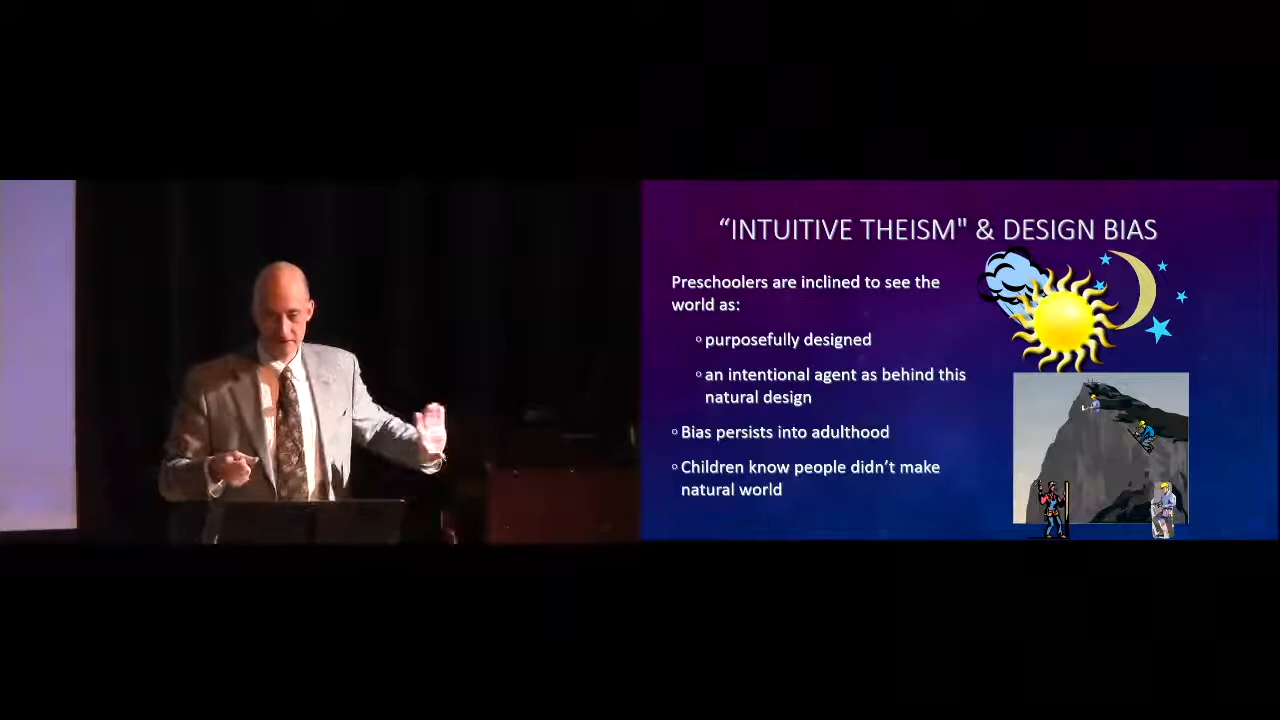 “INTUITIVE THEISM" & DESIGN BIAS
Preschoolers are inclined to see the
world as:
◦ purposefully designed
◦ an intentional agent as behind this
natural design
◦ Bias persists into adulthood
◦ Children know people didn’t make
natural world